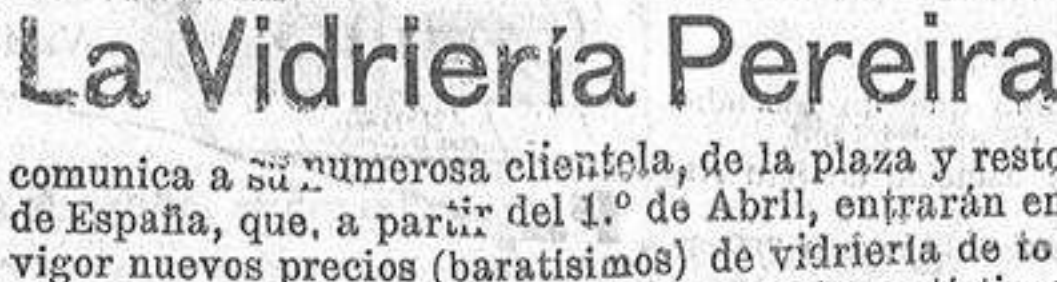 La Vidriería Pereira
comunica a su numerosa clientela, de la plaza y resto
de España, que, a partir del 1.º de Abril, entrarán en
vigor nuevos precios (baratísimos) de vidriería de to